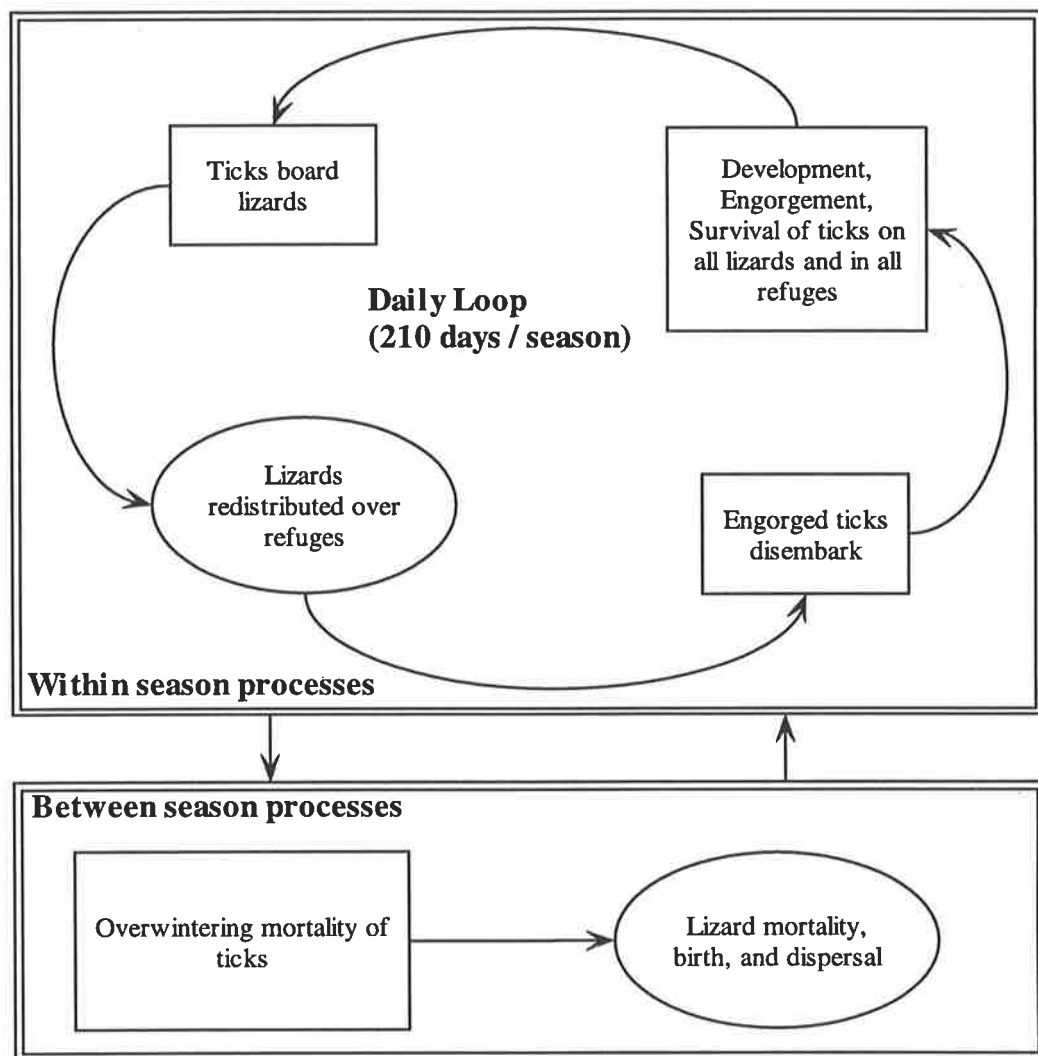 Ticks board
lizards
Development,
Engorgement,
Survival of ticks on
all lizards and in all
refuges
Daily Loop
(210 days / season)
Lizards
redistributed over
refuges
Engorged ticks
disembark
Within season processes
Between season processes
Overwintering mortality of
ticks
Lizard mortality,
birth, and dispersal